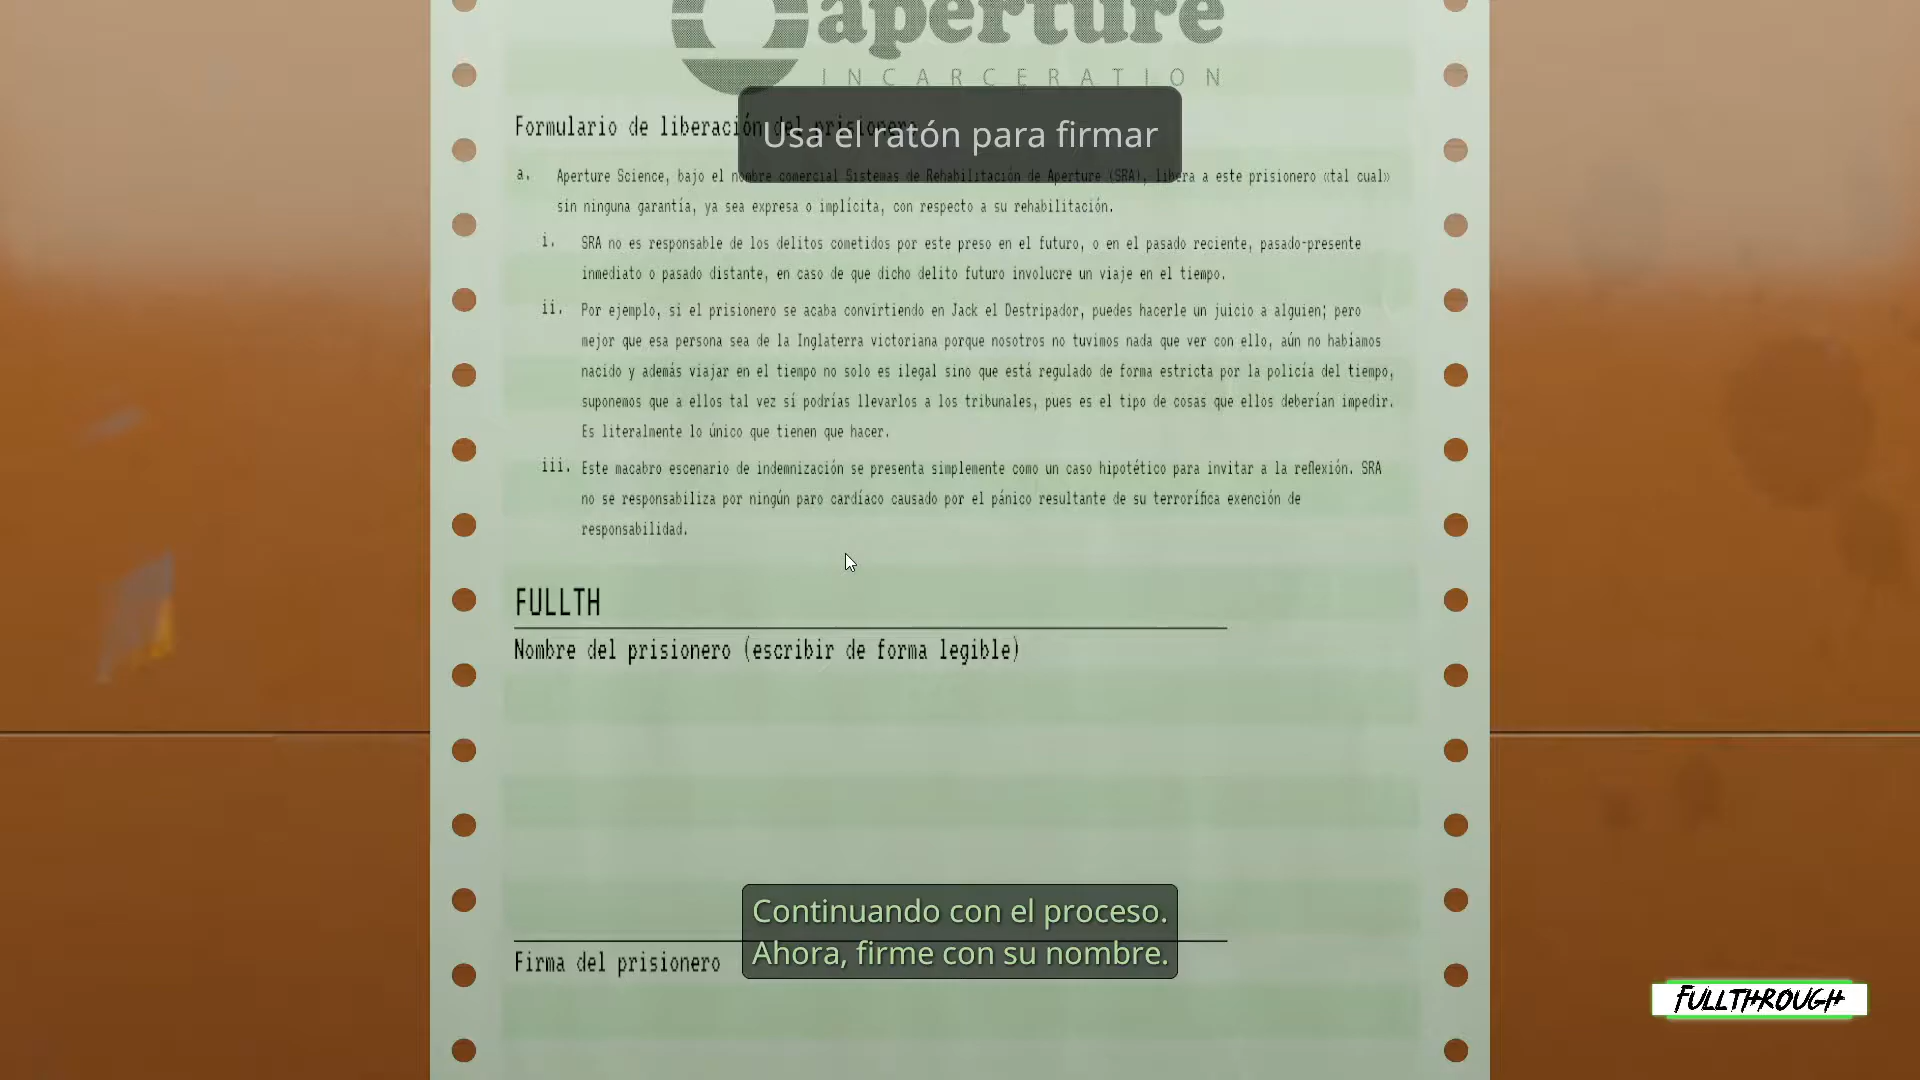 aperture
INCARCERATION
Formulario de liberación del prisionero
Usa el ratón para firmar
a. Aperture Science, bajo el nombre comercial Sistemas de Rehabilitación de Aperture (SRA), libera a este prisionero «tal cual»
sin ninguna garantía, ya sea expresa o implícita, con respecto a su rehabilitación.
i. SRA no es responsable de los delitos cometidos por este preso en el futuro, o en el pasado reciente, pasado-presente
inmediato o pasado distante, en caso de que dicho delito futuro involucre un viaje en el tiempo.
ii. Por ejemplo, si el prisionero se acaba convirtiendo en Jack el Destripador, puedes hacerle un juicio a alguien; pero
mejor que esa persona sea de la Inglaterra victoriana porque nosotros no tuvimos nada que ver con ello, aún no habíamos
nacido y además viajar en el tiempo no solo es ilegal sino que está regulado de forma estricta por la policía del tiempo,
suponemos que a ellos tal vez sí podrías llevarlos a los tribunales, pues es el tipo de cosas que ellos deberían impedir.
Es literalmente lo único que tienen que hacer.
iii. Este macabro escenario de indemnización se presenta simplemente como un caso hipotético para invitar a la reflexión. SRA
no se responsabiliza por ningún paro cardíaco causado por el pánico resultante de su terrorífica exención de
responsabilidad.
FULLTH
Nombre del prisionero (escribir de forma legible)
Continuando con el proceso.
Ahora, firme con su nombre.
Firma del prisionero
FULLTHROUGH